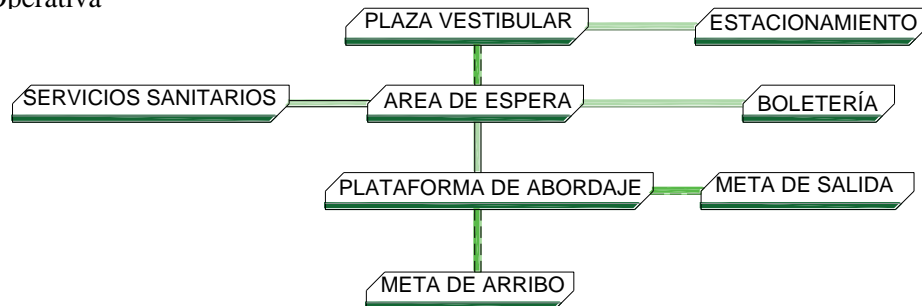 Operativa
PLAZA VESTIBULAR
ESTACIONAMIENTO
SERVICIOS SANITARIOS
AREA DE ESPERA
BOLETERÍA
PLATAFORMA DE ABORDAJE
META DE SALIDA
META DE ARRIBO